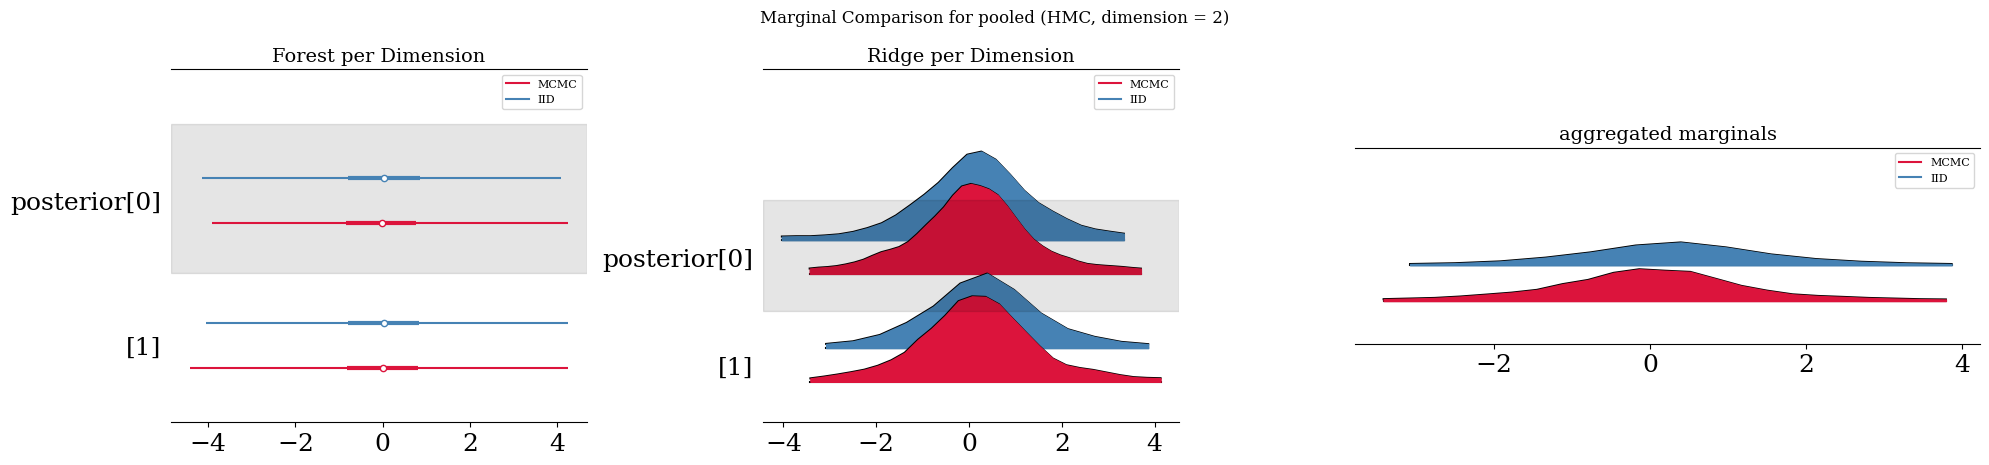 Marginal Comparison for pooled (HMC, dimension = 2)
Forest per Dimension
MCMC
IID
posterior[0]
[1]
−4 −2 0 2 4
Ridge per Dimension
MCMC
IID
posterior[0]
[1]
−4 −2 0 2 4
aggregated marginals
MCMC
IID
−2 0 2 4